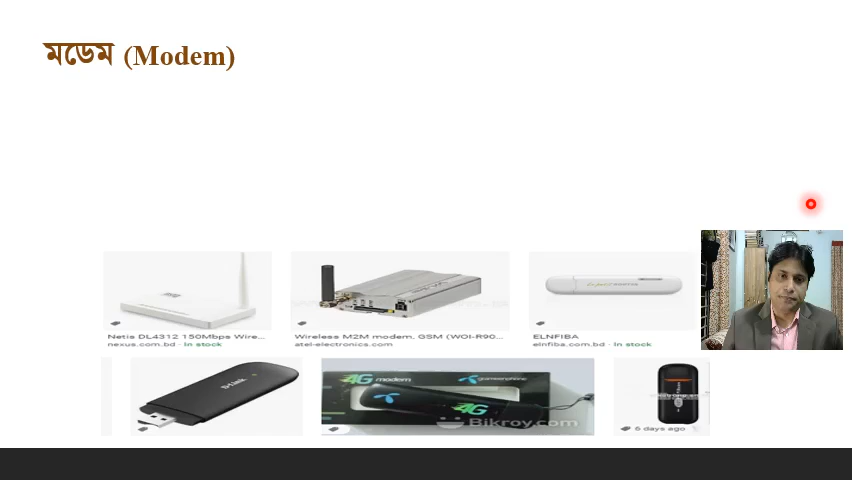 মডেম (Modem)
Netis DL4312 150Mbps Wire...
nexus.com.bd · In stock
Wireless M2M modem, GSM (WOI-R90...
atel-electronics.com
ELNFIBA
elnfiba.com.bd · In stock
D-Link
4G modem
grameenphone
4G
Bikroy.com
6 days ago